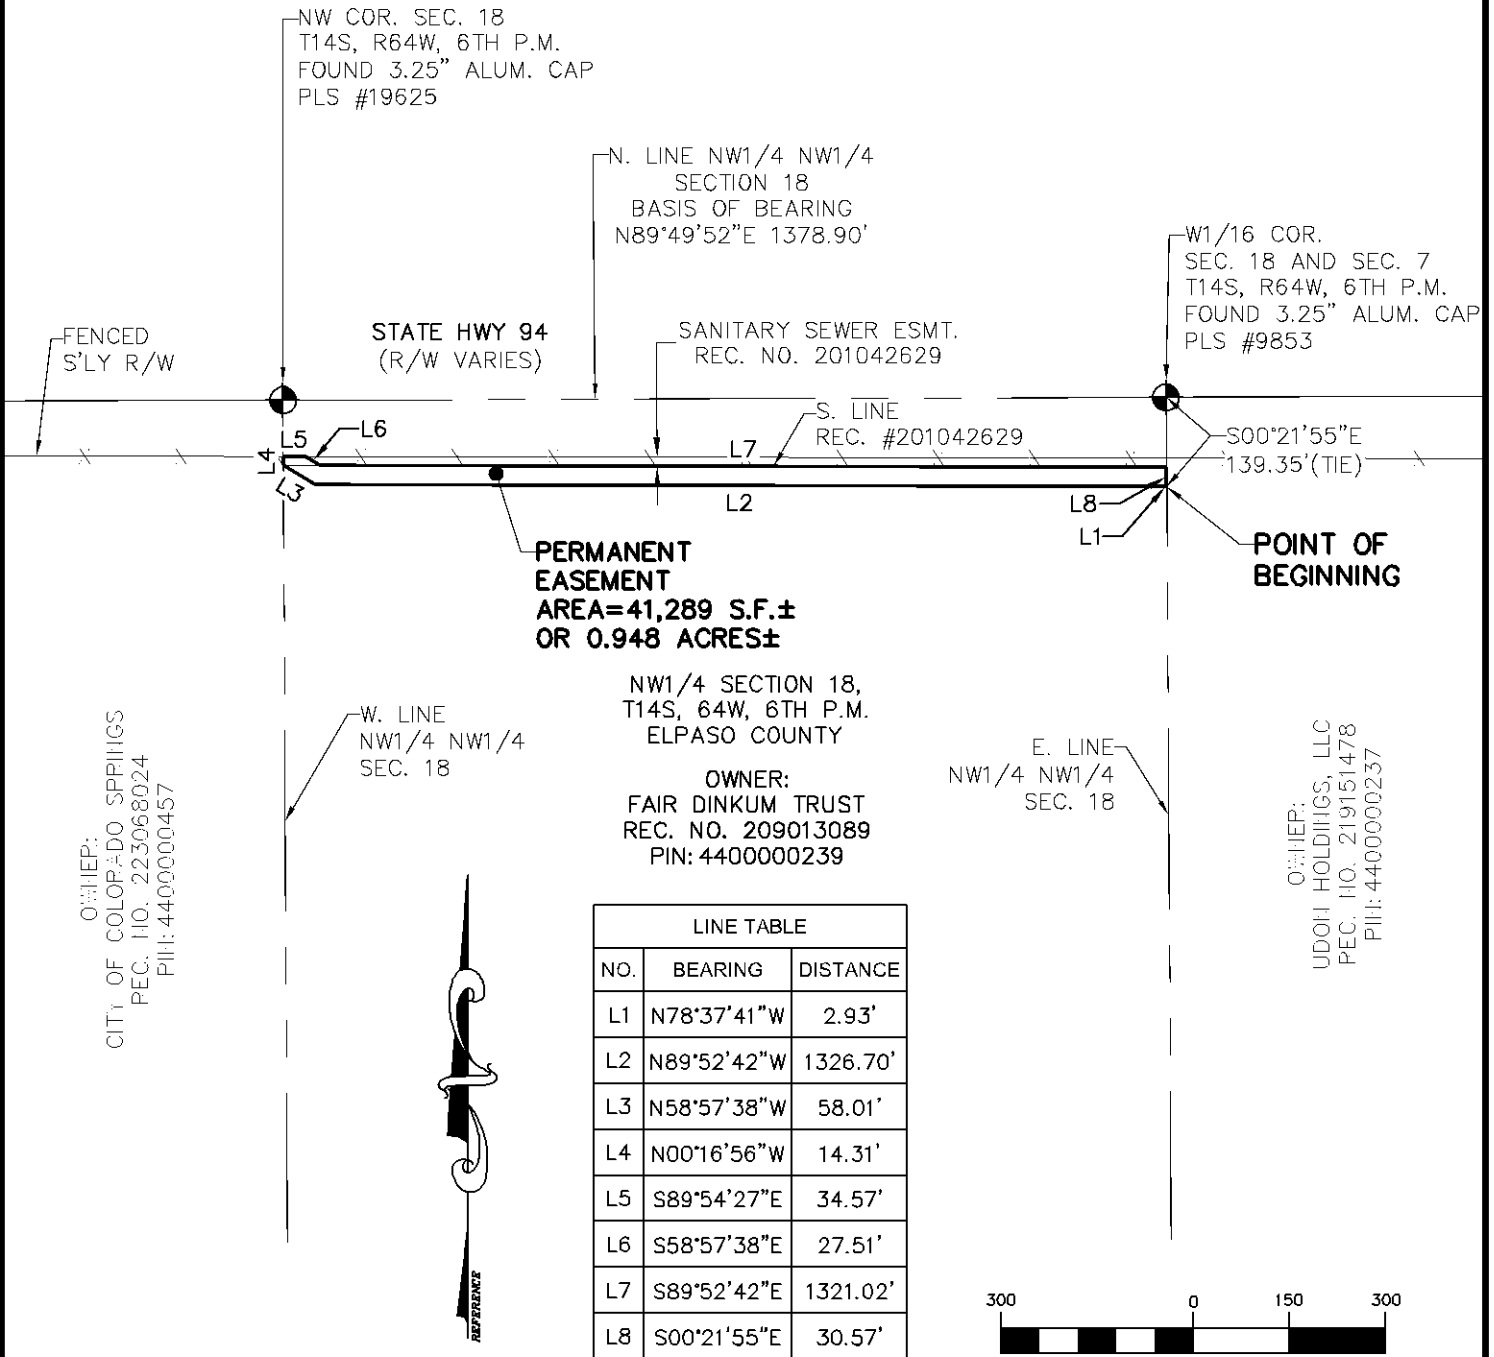 NW COR. SEC. 18
T14S, R64W, 6TH P.M.
FOUND 3.25" ALUM. CAP
PLS #19625
N. LINE NW1/4 NW1/4
SECTION 18
BASIS OF BEARING
N89°49'52"E 1378.90'
W1/16 COR.
SEC. 18 AND SEC. 7
T14S, R64W, 6TH P.M.
FOUND 3.25" ALUM. CAP
PLS #9853
FENCED
S'LY R/W
STATE HWY 94
(R/W VARIES)
SANITARY SEWER ESMT.
REC. NO. 201042629
S. LINE
REC. #201042629
S00°21'55"E
139.35'(TIE)
L5
L6
L4
L3
L7
L2
L8
L1
POINT OF
BEGINNING
PERMANENT
EASEMENT
AREA=41,289 S.F.±
OR 0.948 ACRES±
NW1/4 SECTION 18,
T14S, 64W, 6TH P.M.
ELPASO COUNTY
OWNER:
FAIR DINKUM TRUST
REC. NO. 209013089
PIN: 4400000239
W. LINE
NW1/4 NW1/4
SEC. 18
E. LINE
NW1/4 NW1/4
SEC. 18
OWNER:
CITY OF COLORADO SPRINGS
REC. NO. 223068024
PIN: 4400000457
OWNER:
UDON HOLDINGS, LLC
REC. NO. 219151478
PIN: 4400000237
REFERENCE
LINE TABLE
NO. BEARING DISTANCE
L1 N78°37'41"W 2.93'
L2 N89°52'42"W 1326.70'
L3 N58°57'38"W 58.01'
L4 N00°16'56"W 14.31'
L5 S89°54'27"E 34.57'
L6 S58°57'38"E 27.51'
L7 S89°52'42"E 1321.02'
L8 S00°21'55"E 30.57'
300 0 150 300